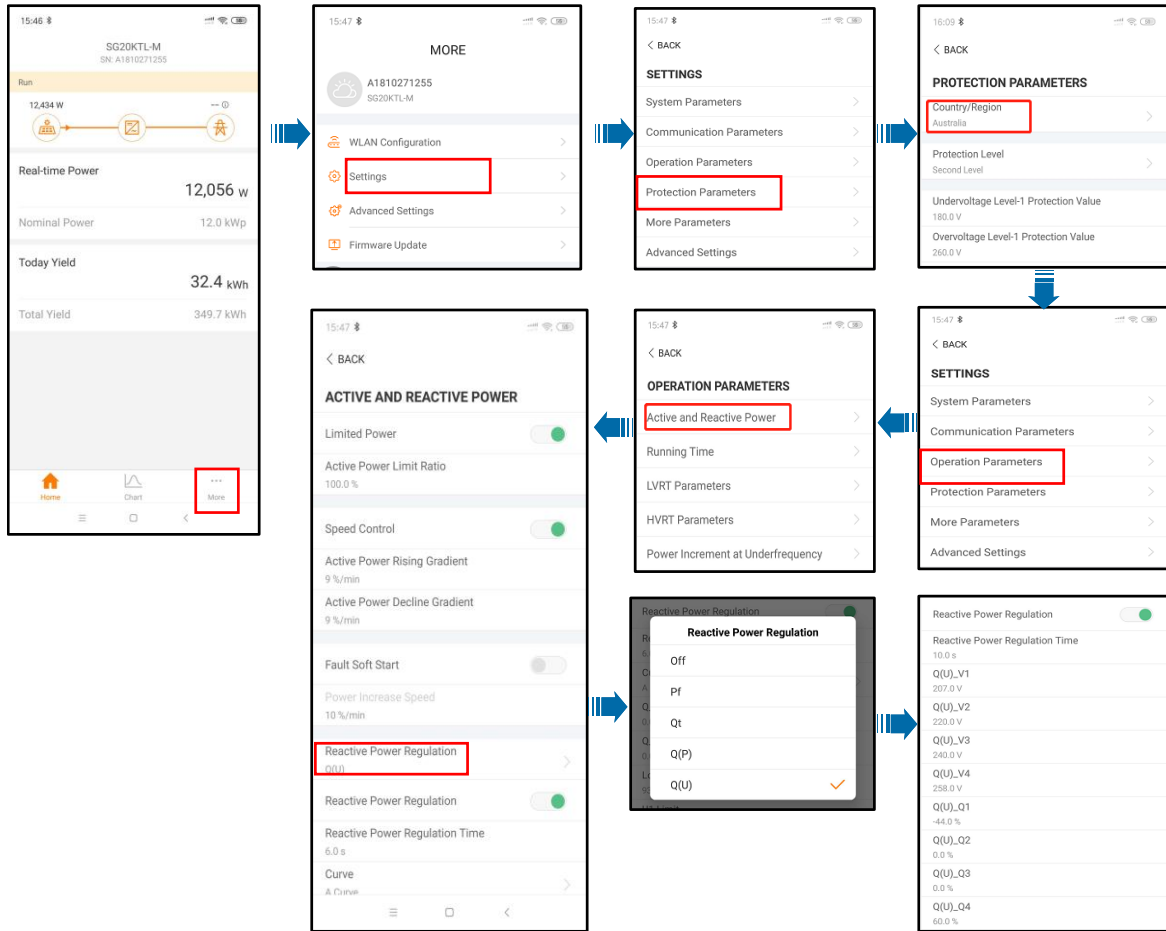 15:46
SG20KTL-M
SN: A1810271255
Run
12,434 W
--
Real-time Power
12,056 W
Nominal Power
12.0 kWp
Today Yield
32.4 kWh
Total Yield
349.7 kWh
Home
Chart
More
15:47
MORE
A1810271255
SG20KTL-M
WLAN Configuration
Settings
Advanced Settings
Firmware Update
15:47
< BACK
SETTINGS
System Parameters
Communication Parameters
Operation Parameters
Protection Parameters
More Parameters
Advanced Settings
16:09
< BACK
PROTECTION PARAMETERS
Country/Region
Australia
Protection Level
Second Level
Undervoltage Level-1 Protection Value
180.0 V
Overvoltage Level-1 Protection Value
260.0 V
15:47
< BACK
SETTINGS
System Parameters
Communication Parameters
Operation Parameters
Protection Parameters
More Parameters
Advanced Settings
15:47
< BACK
OPERATION PARAMETERS
Active and Reactive Power
Running Time
LVRT Parameters
HVRT Parameters
Power Increment at Underfrequency
15:47
< BACK
ACTIVE AND REACTIVE POWER
Limited Power
Active Power Limit Ratio
100.0 %
Speed Control
Active Power Rising Gradient
9 %/min
Active Power Decline Gradient
9 %/min
Fault Soft Start
Power Increase Speed
10 %/min
Reactive Power Regulation
Q(U)
Reactive Power Regulation
Reactive Power Regulation Time
6.0 s
Curve
A Curve
Reactive Power Regulation
Reactive Power Regulation
Off
Pf
Qt
Q(P)
Q(U)
Reactive Power Regulation
Reactive Power Regulation Time
10.0 s
Q(U)_V1
207.0 V
Q(U)_V2
220.0 V
Q(U)_V3
240.0 V
Q(U)_V4
258.0 V
Q(U)_Q1
-44.0 %
Q(U)_Q2
0.0 %
Q(U)_Q3
0.0 %
Q(U)_Q4
60.0 %